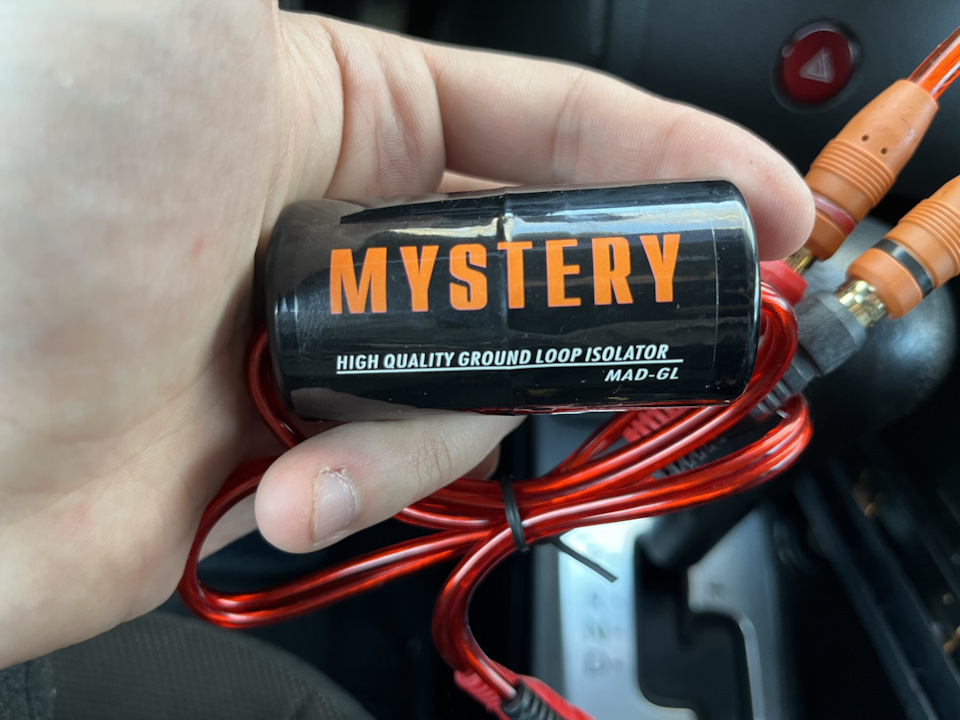 MYSTERY
HIGH QUALITY GROUND LOOP ISOLATOR
MAD-GL